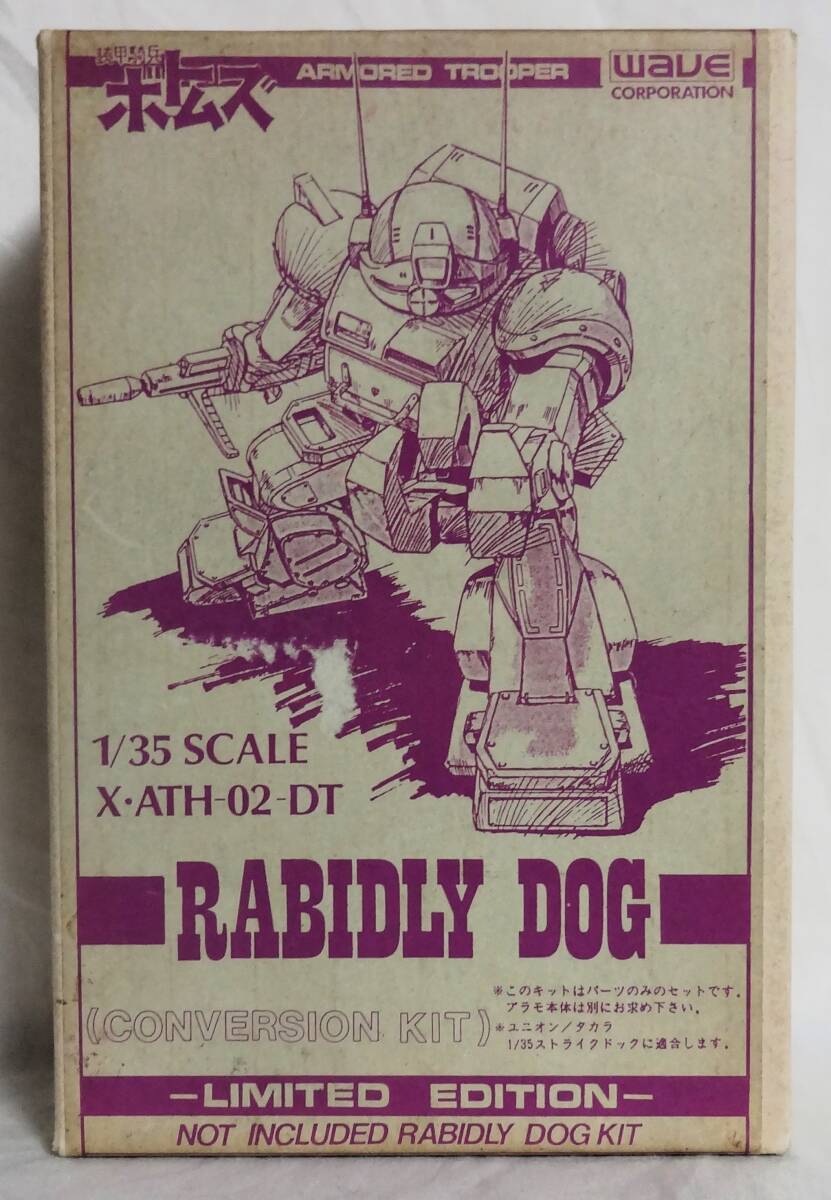 装甲騎兵
ボトムズ
ARMORED TROOPER
WAVE
CORPORATION
1/35 SCALE
X・ATH-02-DT
RABIDLY DOG
(CONVERSION KIT)
※このキットはパーツのみのセットです。
アラモ本体は別にお求め下さい。
※ユニオン/タカラ
1/35ストライクドックに適合します。
－LIMITED EDITION－
NOT INCLUDED RABIDLY DOG KIT